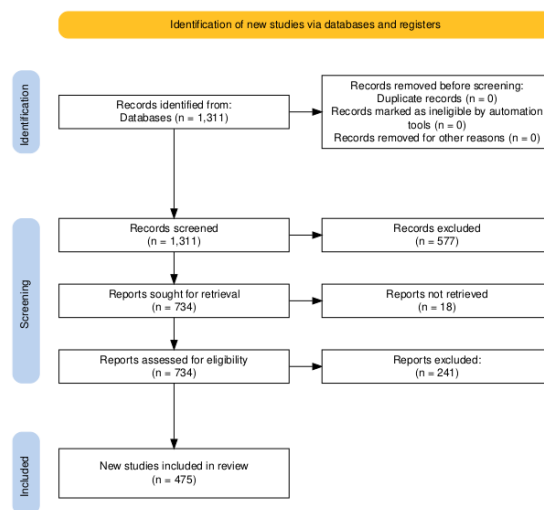 Identification of new studies via databases and registers
Identification
Records identified from:
Databases (n = 1,311)
Records removed before screening:
Duplicate records (n = 0)
Records marked as ineligible by automation
tools (n = 0)
Records removed for other reasons (n = 0)
Screening
Records screened
(n = 1,311)
Records excluded
(n = 577)
Reports sought for retrieval
(n = 734)
Reports not retrieved
(n = 18)
Reports assessed for eligibility
(n = 734)
Reports excluded:
(n = 241)
Included
New studies included in review
(n = 475)